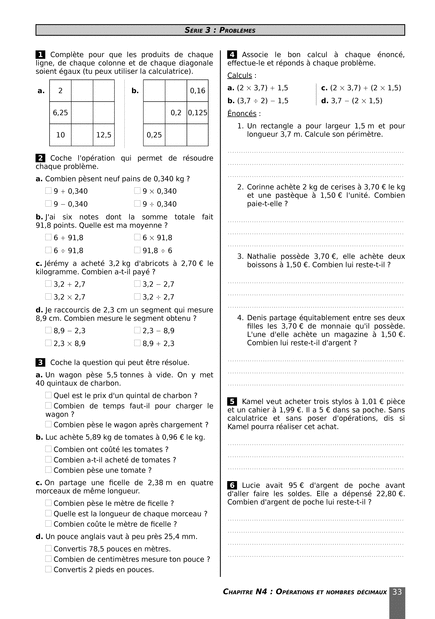 SÉRIE 3 : PROBLÈMES
1 Complète pour que les produits de chaque
ligne, de chaque colonne et de chaque diagonale
soient égaux (tu peux utiliser la calculatrice).
a.
2
6,25
10 12,5
b.
0,16
0,2 0,125
0,25
2 Coche l'opération qui permet de résoudre
chaque problème.
a. Combien pèsent neuf pains de 0,340 kg ?
9 + 0,340 9 × 0,340
9 − 0,340 9 ÷ 0,340
b. J'ai six notes dont la somme totale fait
91,8 points. Quelle est ma moyenne ?
6 ÷ 91,8 6 × 91,8
6 ÷ 91,8 91,8 ÷ 6
c. Jérémy a acheté 3,2 kg d'abricots à 2,70 € le
kilogramme. Combien a-t-il payé ?
3,2 + 2,7 3,2 − 2,7
3,2 × 2,7 3,2 ÷ 2,7
d. Je raccourcis de 2,3 cm un segment qui mesure
8,9 cm. Combien mesure le segment obtenu ?
8,9 − 2,3 2,3 − 8,9
2,3 × 8,9 8,9 + 2,3
3 Coche la question qui peut être résolue.
a. Un wagon pèse 5,5 tonnes à vide. On y met
40 quintaux de charbon.
Quel est le prix d'un quintal de charbon ?
Combien de temps faut-il pour charger le
wagon ?
Combien pèse le wagon après chargement ?
b. Luc achète 5,89 kg de tomates à 0,96 € le kg.
Combien ont coûté les tomates ?
Combien a-t-il acheté de tomates ?
Combien pèse une tomate ?
c. On partage une ficelle de 2,38 m en quatre
morceaux de même longueur.
Combien pèse le mètre de ficelle ?
Quelle est la longueur de chaque morceau ?
Combien coûte le mètre de ficelle ?
d. Un pouce anglais vaut à peu près 25,4 mm.
Convertis 78,5 pouces en mètres.
Combien de centimètres mesure ton pouce ?
Convertis 2 pieds en pouces.
4 Associe le bon calcul à chaque énoncé,
effectue-le et réponds à chaque problème.
Calculs :
a. (2 × 3,7) + 1,5 c. (2 × 3,7) + (2 × 1,5)
b. (3,7 ÷ 2) − 1,5 d. 3,7 − (2 × 1,5)
Énoncés :
1. Un rectangle a pour largeur 1,5 m et pour
longueur 3,7 m. Calcule son périmètre.
2. Corinne achète 2 kg de cerises à 3,70 € le kg
et une pastèque à 1,50 € l'unité. Combien
paie-t-elle ?
3. Nathalie possède 3,70 €, elle achète deux
boissons à 1,50 €. Combien lui reste-t-il ?
4. Denis partage équitablement entre ses deux
filles les 3,70 € de monnaie qu'il possède.
L'une d'elle achète un magazine à 1,50 €.
Combien lui reste-t-il d'argent ?
5 Kamel veut acheter trois stylos à 1,01 € pièce
et un cahier à 1,99 €. Il a 5 € dans sa poche. Sans
calculatrice et sans poser d'opérations, dis si
Kamel pourra réaliser cet achat.
6 Lucie avait 95 € d'argent de poche avant
d'aller faire les soldes. Elle a dépensé 22,80 €.
Combien d'argent de poche lui reste-t-il ?
CHAPITRE N4 : OPÉRATIONS ET NOMBRES DÉCIMAUX 33